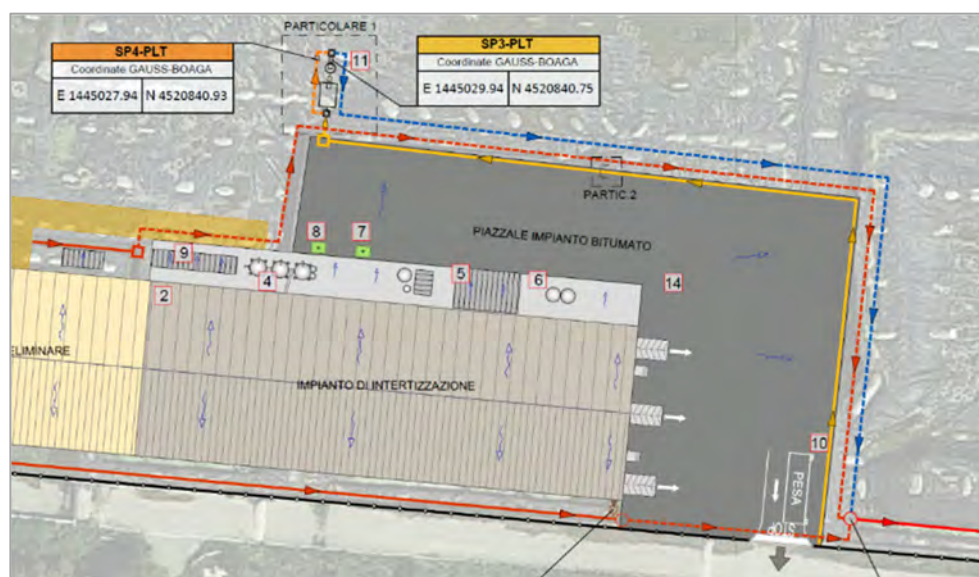 PARTICOLARE 1
SP4-PLT
Coordinate GAUSS-BOAGA
E 1445027.94 N 4520840.93
SP3-PLT
Coordinate GAUSS-BOAGA
E 1445029.94 N 4520840.75
11
PARTIC.2
8
7
PIAZZALE IMPIANTO BITUMATO
9
4
5
6
14
2
ELIMINARE
IMPIANTO DI INTERTIZZAZIONE
10
PESA
STOP